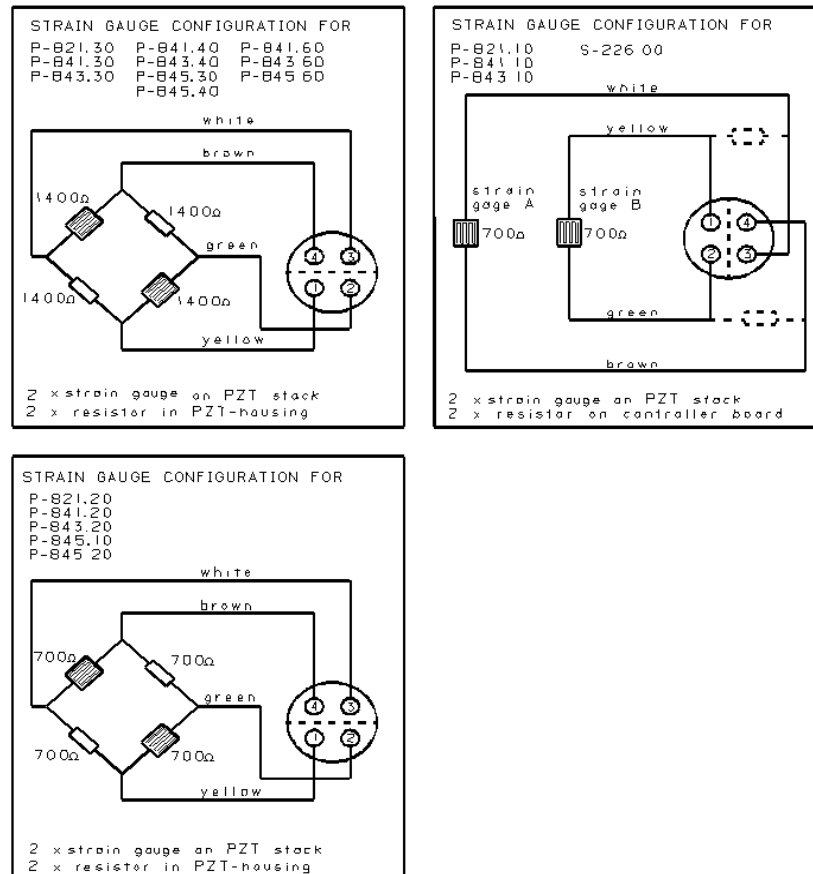 STRAIN GAUGE CONFIGURATION FOR
P-821.30 P-841.40 P-841.60
P-841.30 P-843.40 P-843 60
P-843.30 P-845.30 P-845 60
P-845.40
white
brown
1400Ω
1400Ω
green
4 3
1 2
1400Ω
1400Ω
yellow
2 x strain gauge on PZT stack
2 x resistor in PZT-housing
STRAIN GAUGE CONFIGURATION FOR
P-821.10 S-226 00
P-841 10
P-843 10
white
yellow
strain
gage A
strain
gage B
700Ω
700Ω
1 4
2 3
green
brown
2 x strain gauge on PZT stack
2 x resistor on controller board
STRAIN GAUGE CONFIGURATION FOR
P-821.20
P-841.20
P-843 20
P-845.10
P-845 20
white
brown
700Ω
700Ω
green
4 3
1 2
700Ω
700Ω
yellow
2 x strain gauge on PZT stack
2 x resistor in PZT-housing